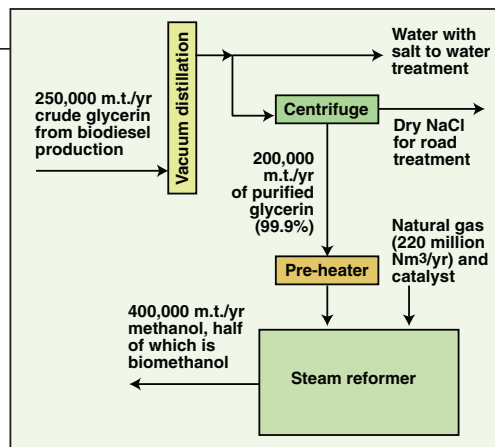 Water with
salt to water
treatment
Vacuum distillation
250,000 m.t./yr
crude glycerin
from biodiesel
production
Centrifuge
Dry NaCl
for road
treatment
200,000
m.t./yr
of purified
glycerin
(99.9%)
Natural gas
(220 million
Nm3/yr) and
catalyst
Pre-heater
400,000 m.t./yr
methanol, half
of which is
biomethanol
Steam reformer